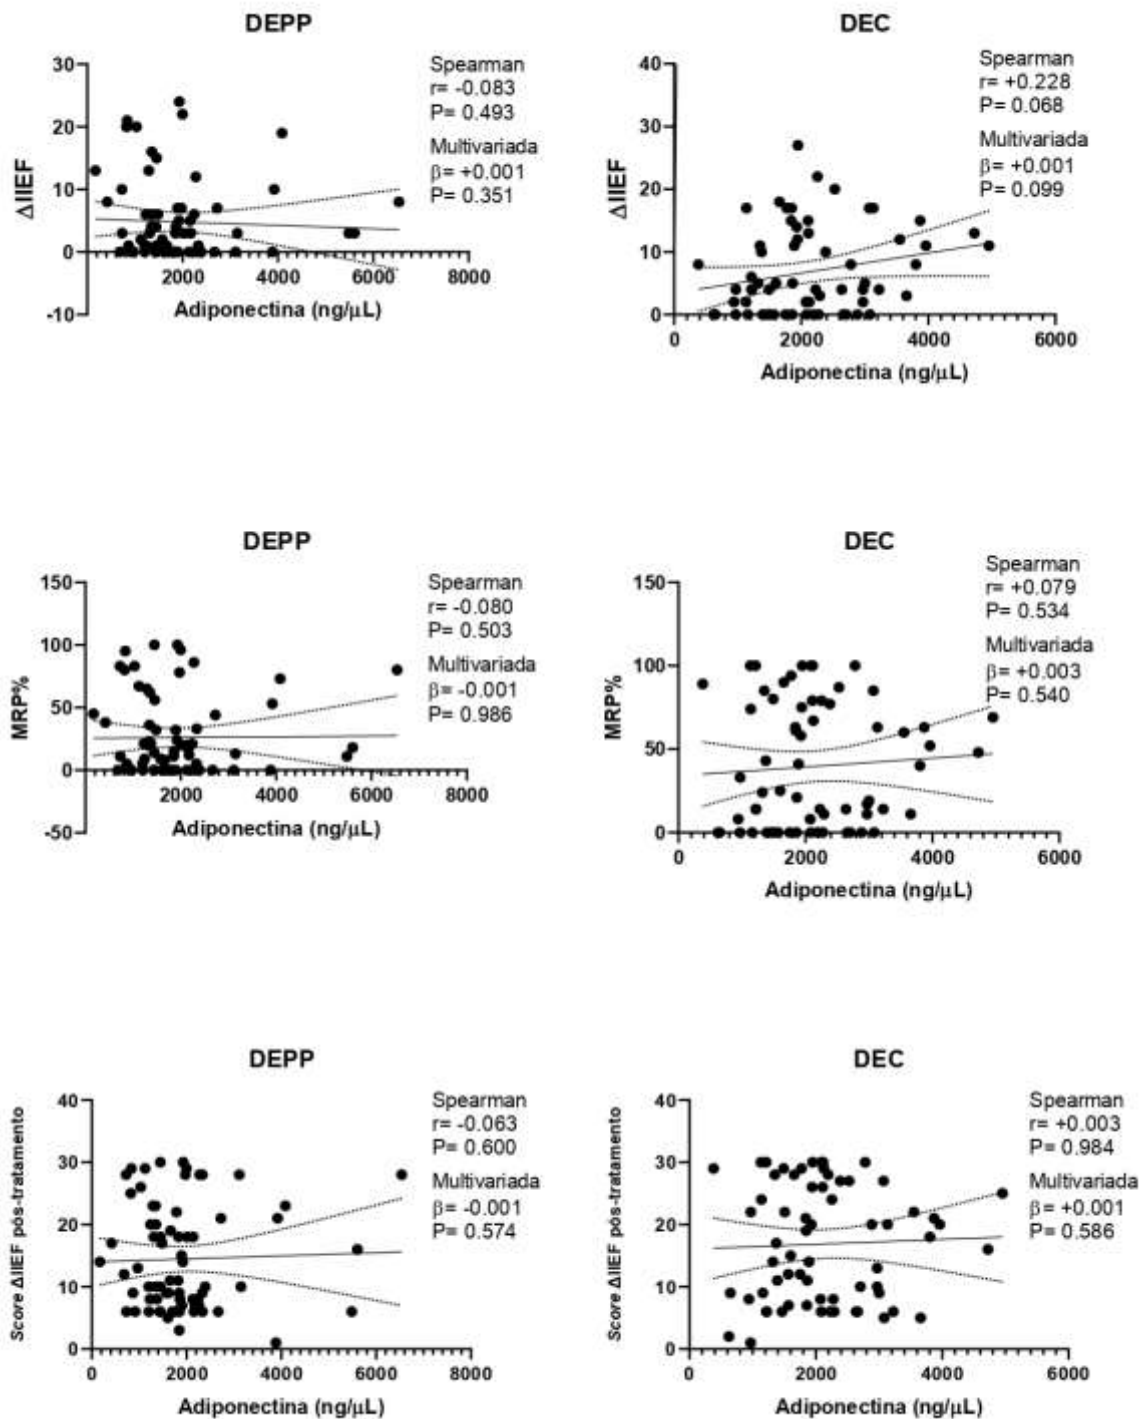 DEPP
Spearman
r= -0.083
P= 0.493
Multivariada
β= +0.001
P= 0.351
ΔIIEF
30
20
10
0
-10
2000
4000
6000
8000
Adiponectina (ng/μL)
DEC
Spearman
r= +0.228
P= 0.068
Multivariada
β= +0.001
P= 0.099
ΔIIEF
40
30
20
10
0
0
2000
4000
6000
Adiponectina (ng/μL)
DEPP
Spearman
r= -0.080
P= 0.503
Multivariada
β= -0.001
P= 0.986
MRP%
150
100
50
0
-50
2000
4000
6000
8000
Adiponectina (ng/μL)
DEC
Spearman
r= +0.079
P= 0.534
Multivariada
β= +0.003
P= 0.540
MRP%
150
100
50
0
0
2000
4000
6000
Adiponectina (ng/μL)
DEPP
Spearman
r= -0.063
P= 0.600
Multivariada
β= -0.001
P= 0.574
Score ΔIIEF pós-tratamento
40
30
20
10
0
0
2000
4000
6000
8000
Adiponectina (ng/μL)
DEC
Spearman
r= +0.003
P= 0.984
Multivariada
β= +0.001
P= 0.586
Score ΔIIEF pós-tratamento
40
30
20
10
0
0
2000
4000
6000
Adiponectina (ng/μL)